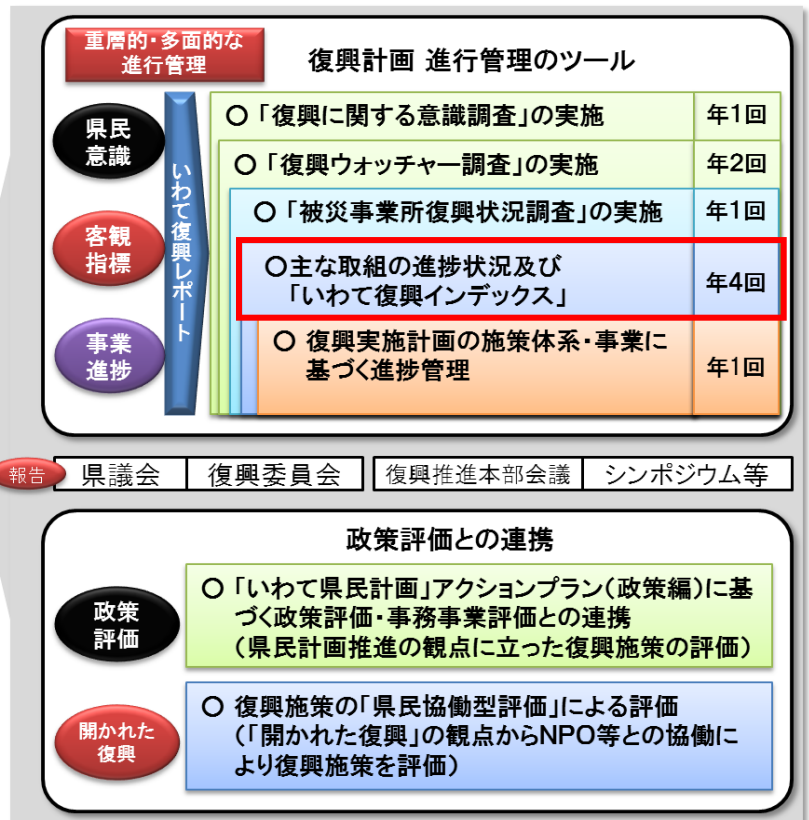 重層的・多面的な
進行管理
復興計画 進行管理のツール
県民
意識
客観
指標
事業
進捗
いわて復興レポート
○「復興に関する意識調査」の実施
年1回
○「復興ウォッチャー調査」の実施
年2回
○「被災事業所復興状況調査」の実施
年1回
○主な取組の進捗状況及び
「いわて復興インデックス」
年4回
○ 復興実施計画の施策体系・事業に
基づく進捗管理
年1回
報告
県議会
復興委員会
復興推進本部会議
シンポジウム等
政策評価との連携
政策
評価
○「いわて県民計画」アクションプラン(政策編)に基
づく政策評価・事務事業評価との連携
(県民計画推進の観点に立った復興施策の評価)
開かれた
復興
○ 復興施策の「県民協働型評価」による評価
(「開かれた復興」の観点からNPO等との協働に
より復興施策を評価)